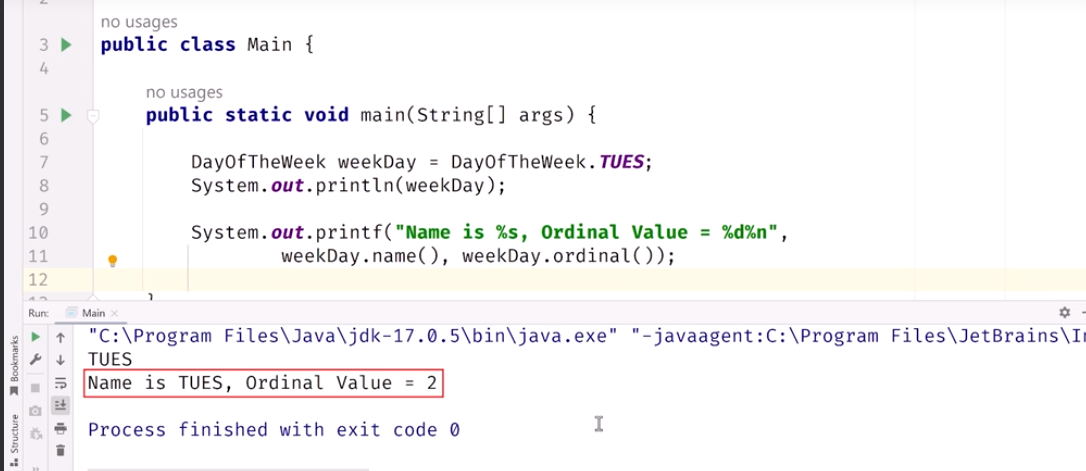 no usages
3 public class Main {
4
no usages
5 public static void main(String[] args) {
6
7 DayOfTheWeek weekDay = DayOfTheWeek.TUES;
8 System.out.println(weekDay);
9
10 System.out.printf("Name is %s, Ordinal Value = %d%n",
11 weekDay.name(), weekDay.ordinal());
12
}
Run: Main ×
"C:\Program Files\Java\jdk-17.0.5\bin\java.exe" "-javaagent:C:\Program Files\JetBrains\In
TUES
Name is TUES, Ordinal Value = 2
Process finished with exit code 0
Bookmarks
Structure